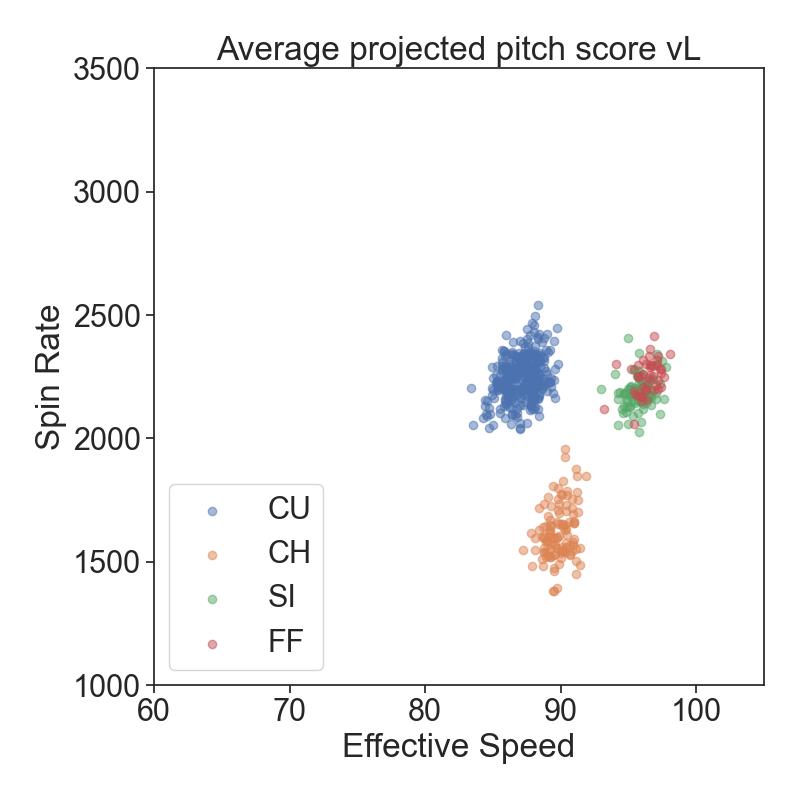 Average projected pitch score vL
3500
3000
2500
2000
1500
1000
Spin Rate
CU
CH
SI
FF
60 70 80 90 100
Effective Speed